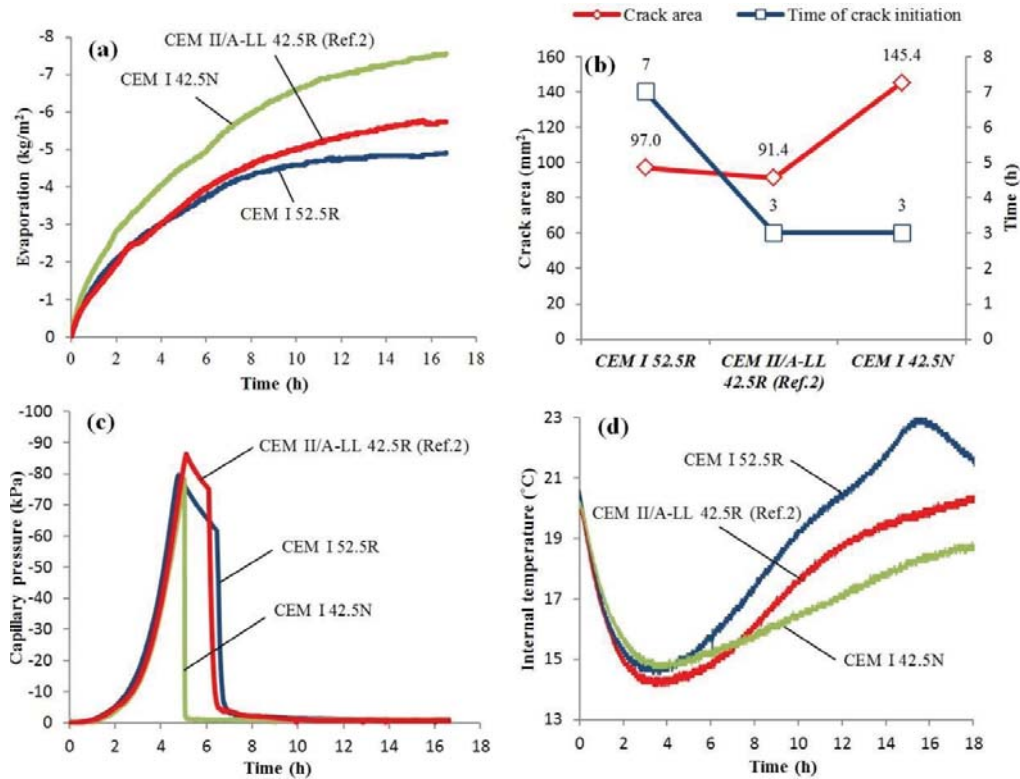 Crack area
Time of crack initiation
(a)
CEM II/A-LL 42.5R (Ref.2)
CEM I 42.5N
CEM I 52.5R
Evaporation (kg/m²)
-8
-7
-6
-5
-4
-3
-2
-1
0
0 2 4 6 8 10 12 14 16 18
Time (h)
(b)
Crack area (mm²)
160
140
120
100
80
60
40
20
0
7
97.0
91.4
3
145.4
3
8
7
6
5
4
3
2
1
0
Time (h)
CEM I 52.5R
CEM II/A-LL
42.5R (Ref.2)
CEM I 42.5N
(c)
Capillary pressure (kPa)
-100
-90
-80
-70
-60
-50
-40
-30
-20
-10
0
CEM II/A-LL 42.5R (Ref.2)
CEM I 52.5R
CEM I 42.5N
0 2 4 6 8 10 12 14 16 18
Time (h)
(d)
Internal temperature (˚C)
23
21
19
17
15
13
CEM I 52.5R
CEM II/A-LL 42.5R (Ref.2)
CEM I 42.5N
0 2 4 6 8 10 12 14 16 18
Time (h)